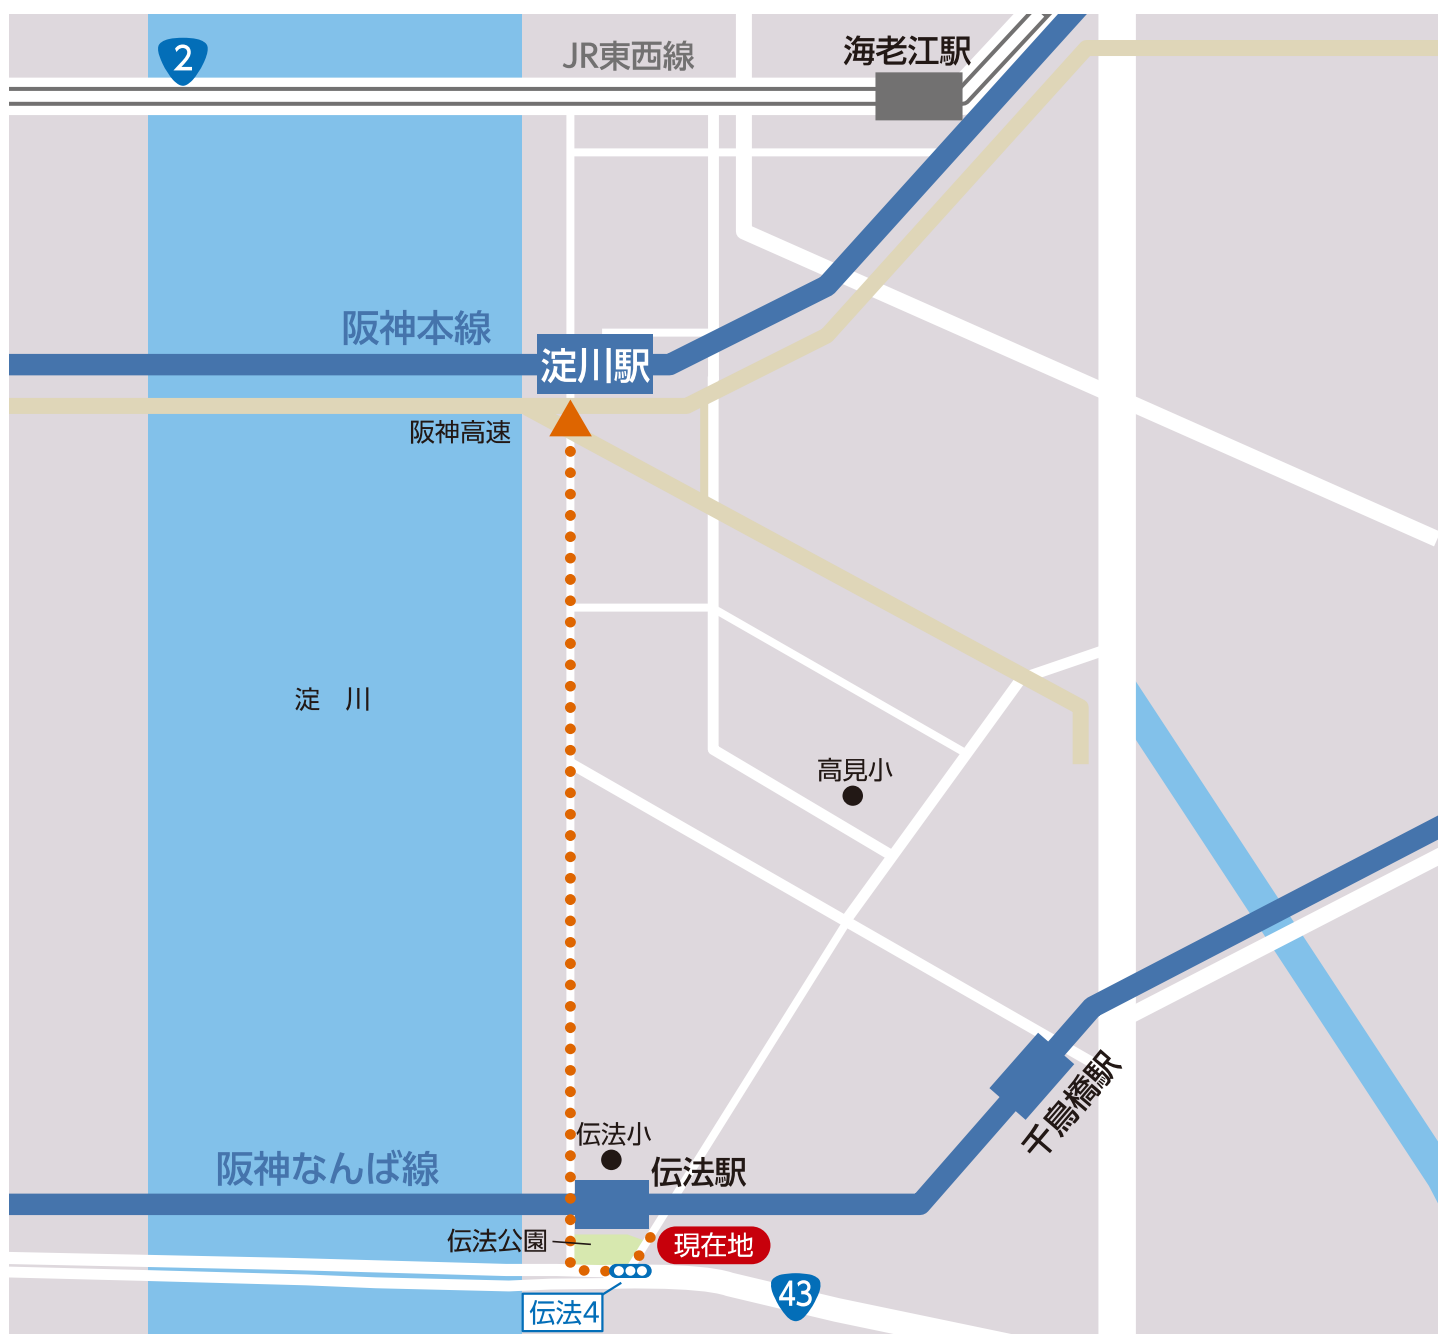 2
JR東西線
海老江駅
阪神本線
淀川駅
阪神高速
淀　川
高見小
千鳥橋駅
伝法小
阪神なんば線
伝法駅
伝法公園
現在地
伝法4
43